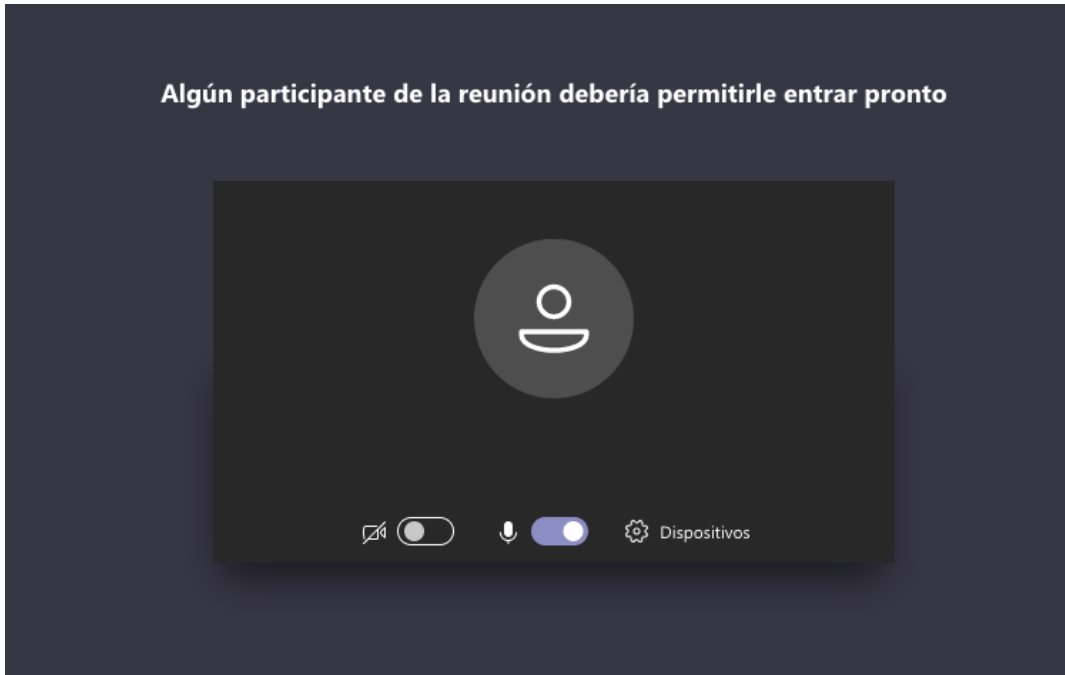 Algún participante de la reunión debería permitirle entrar pronto
Dispositivos